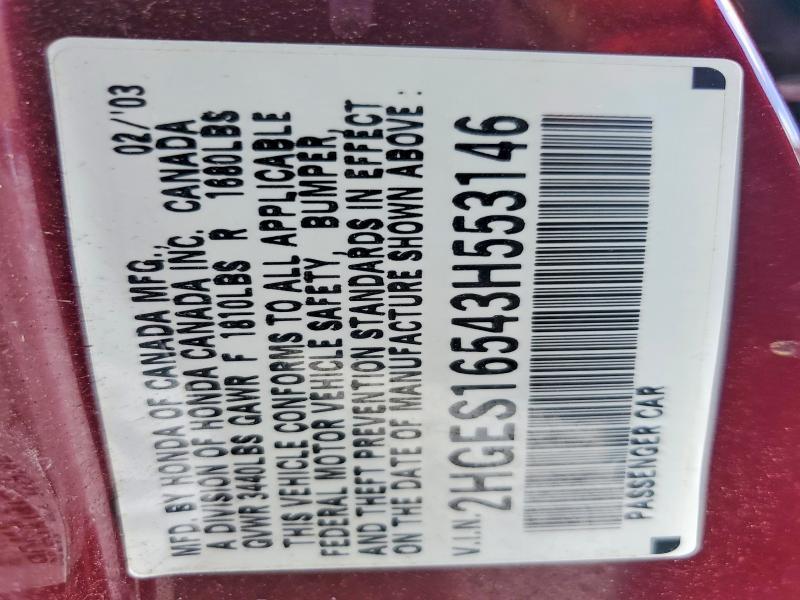 MFD. BY HONDA OF CANADA MFG., 02/'03
A DIVISION OF HONDA CANADA INC. CANADA
GVWR 3440LBS GAWR F 1810LBS R 1680LBS
THIS VEHICLE CONFORMS TO ALL APPLICABLE
FEDERAL MOTOR VEHICLE SAFETY, BUMPER,
AND THEFT PREVENTION STANDARDS IN EFFECT
ON THE DATE OF MANUFACTURE SHOWN ABOVE :
V.I.N. 2HGES16543H553146
PASSENGER CAR